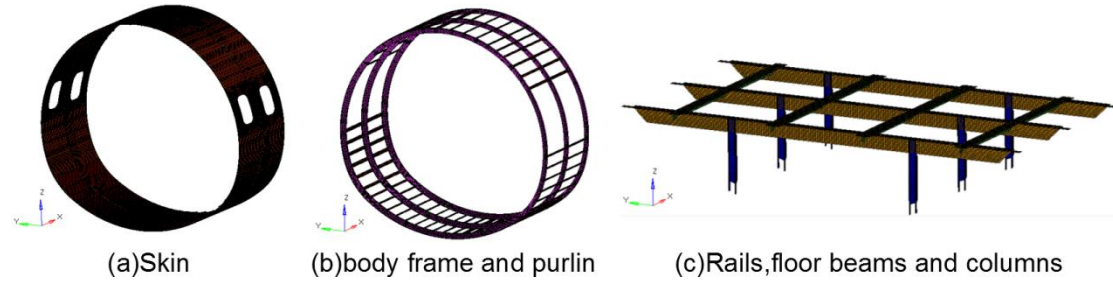 Z
Y
X
Z
Y
X
Z
Y
X
(a)Skin
(b)body frame and purlin
(c)Rails,floor beams and columns